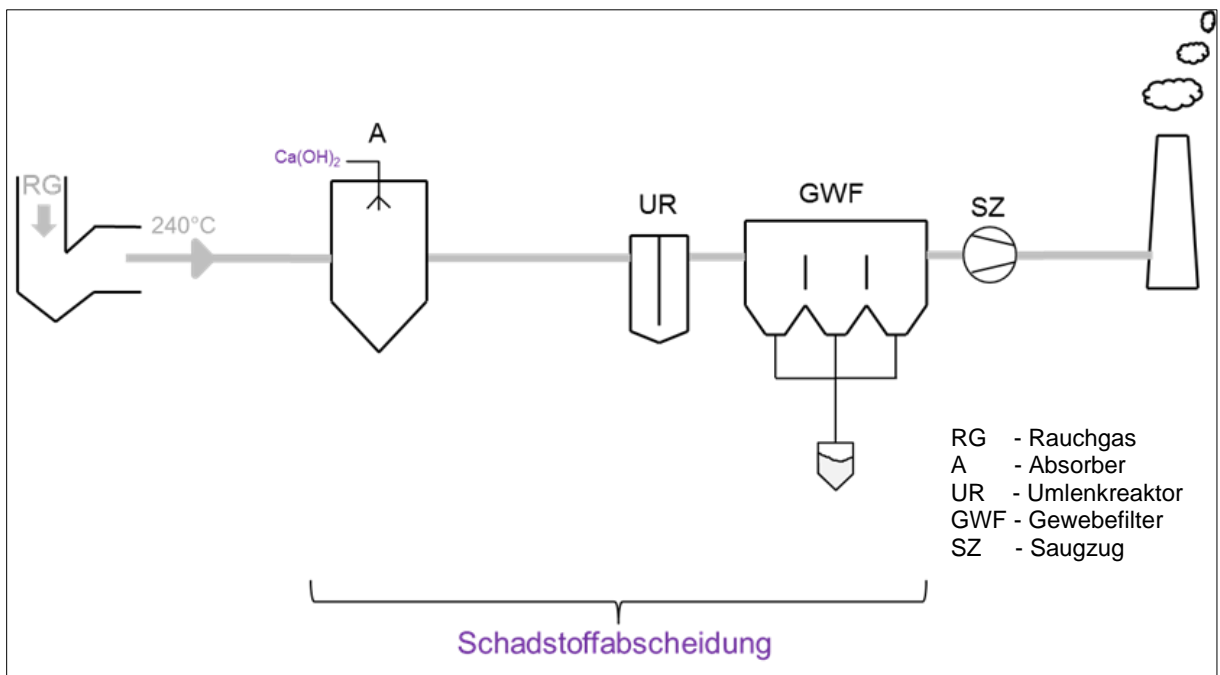 A
Ca(OH)₂
RG
240°C
UR
GWF
SZ
RG - Rauchgas
A - Absorber
UR - Umlenkreaktor
GWF - Gewebefilter
SZ - Saugzug
Schadstoffabscheidung